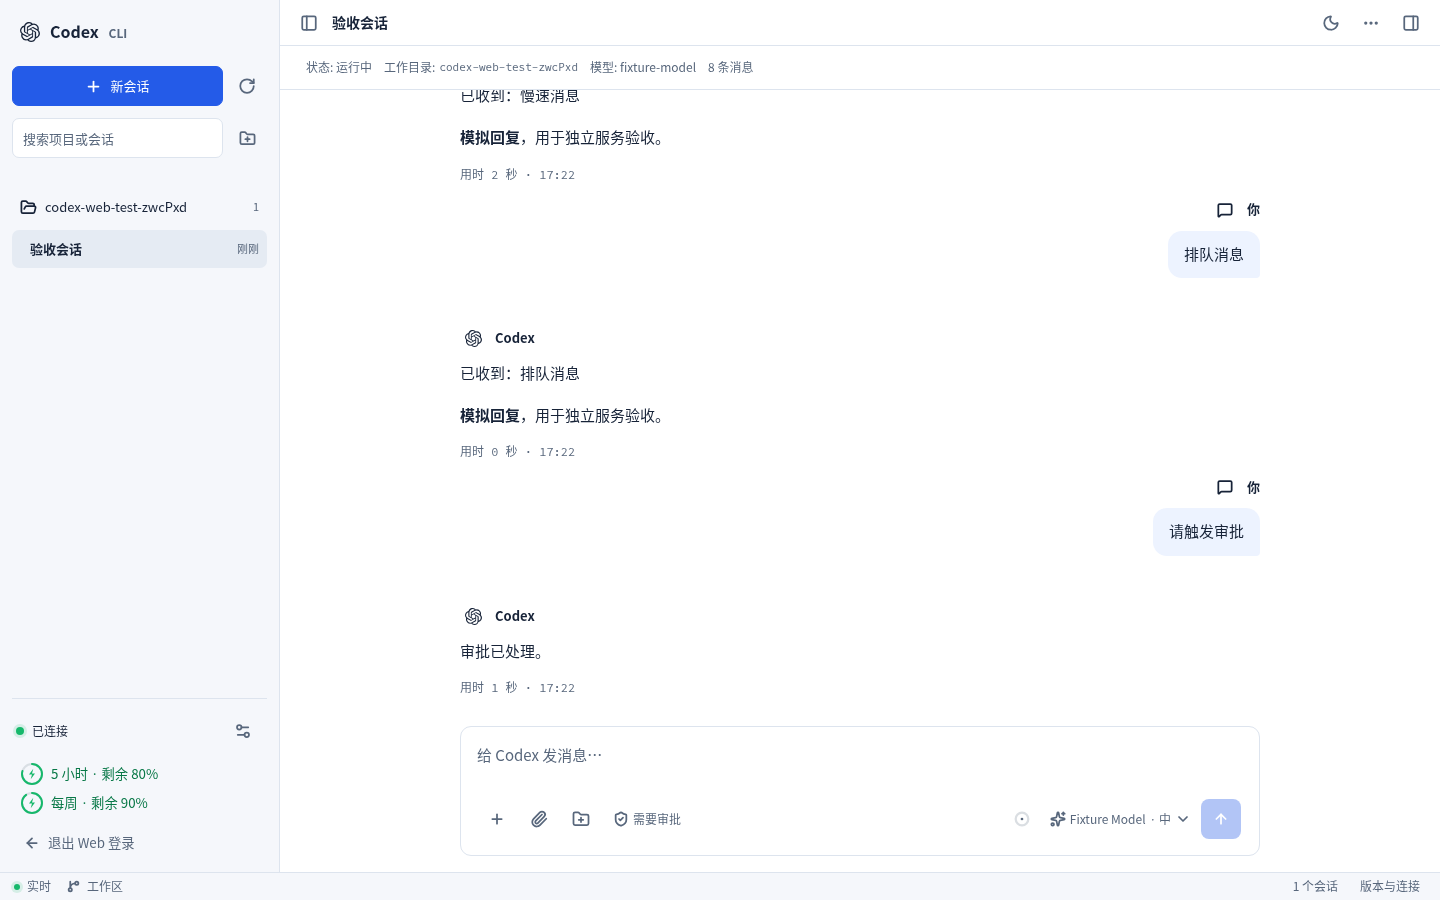 Codex CLI
新会话
搜索项目或会话
codex-web-test-zwcPxd 1
验收会话 刚刚
已连接
5 小时 · 剩余 80%
每周 · 剩余 90%
退出 Web 登录
验收会话
状态: 运行中 工作目录: codex-web-test-zwcPxd 模型: fixture-model 8 条消息
已收到：慢速消息
模拟回复，用于独立服务验收。
用时 2 秒 · 17:22
你
排队消息
Codex
已收到：排队消息
模拟回复，用于独立服务验收。
用时 0 秒 · 17:22
你
请触发审批
Codex
审批已处理。
用时 1 秒 · 17:22
给 Codex 发消息…
需要审批 Fixture Model · 中
实时 工作区 1 个会话 版本与连接